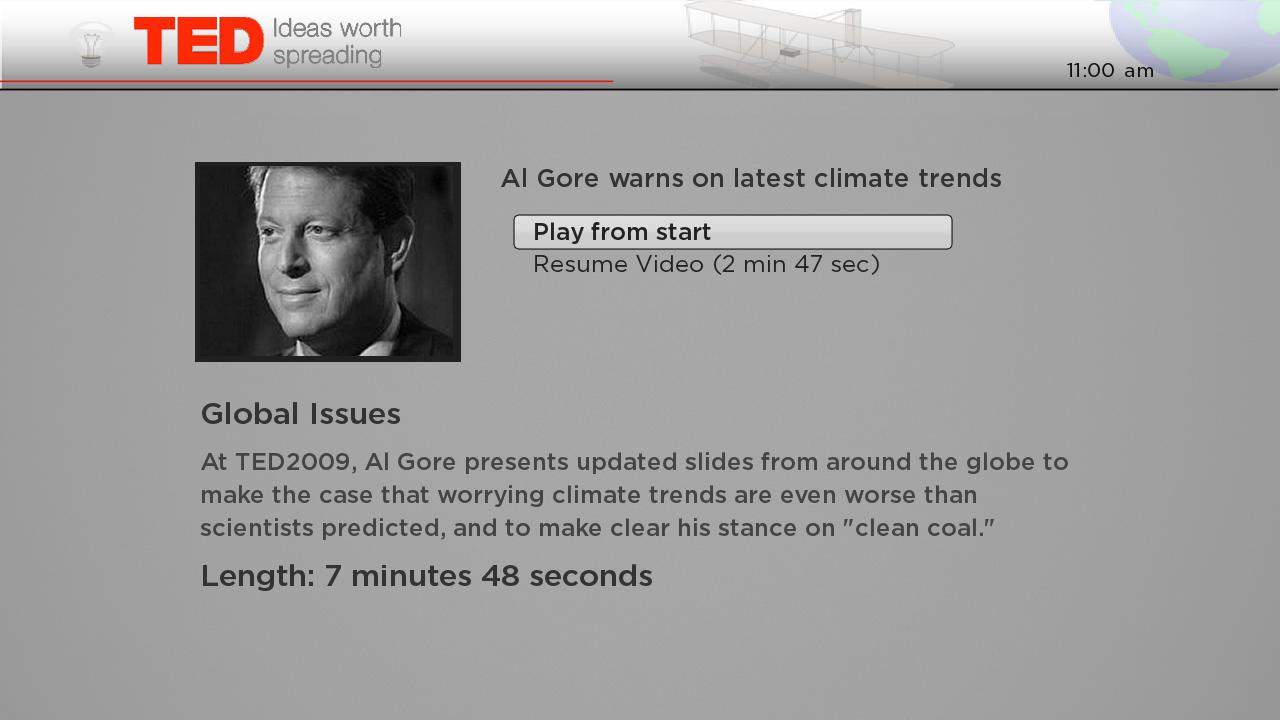 TED Ideas worth
spreading
11:00 am
Al Gore warns on latest climate trends
Play from start
Resume Video (2 min 47 sec)
Global Issues
At TED2009, Al Gore presents updated slides from around the globe to
make the case that worrying climate trends are even worse than
scientists predicted, and to make clear his stance on "clean coal."
Length: 7 minutes 48 seconds